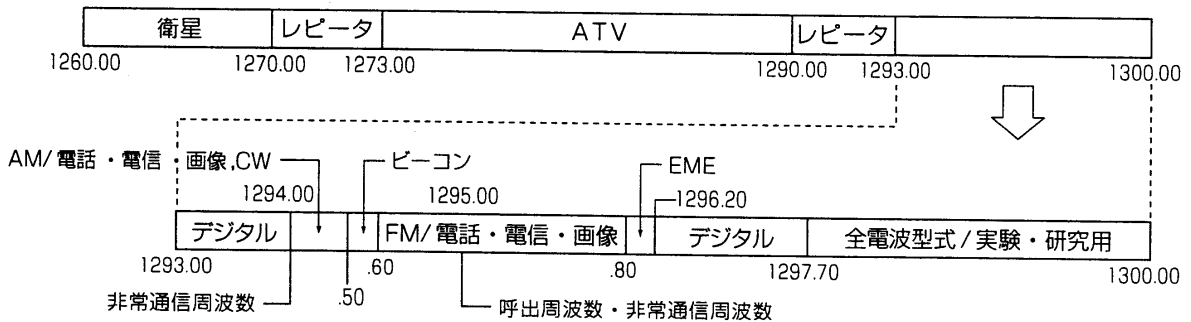 衛星 レピータ ATV レピータ
1260.00 1270.00 1273.00 1290.00 1293.00 1300.00
AM/電話・電信・画像,CW ビーコン EME
1294.00 1295.00 1296.20
デジタル FM/電話・電信・画像 デジタル 全電波型式/実験・研究用
1293.00 .50 .60 .80 1297.70 1300.00
非常通信周波数 呼出周波数・非常通信周波数